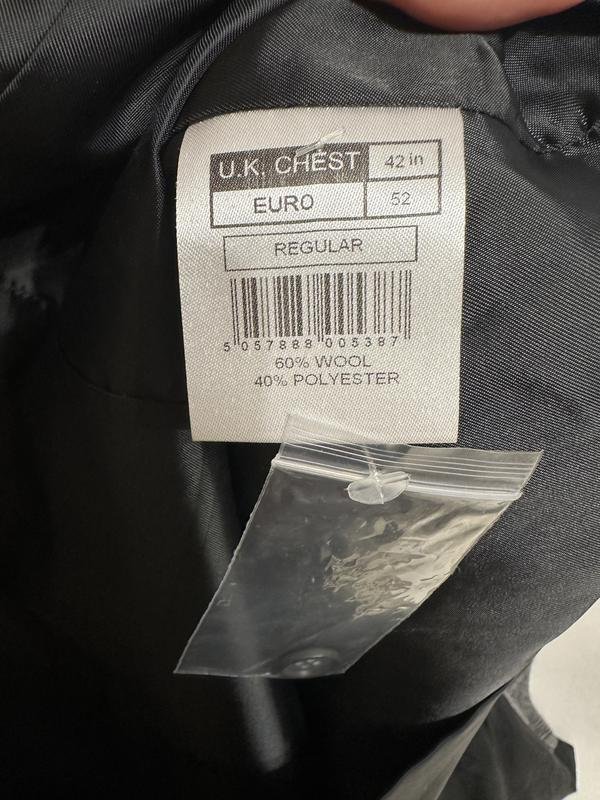 U.K. CHEST 42 in
EURO 52
REGULAR
5 057888 005387
60% WOOL
40% POLYESTER